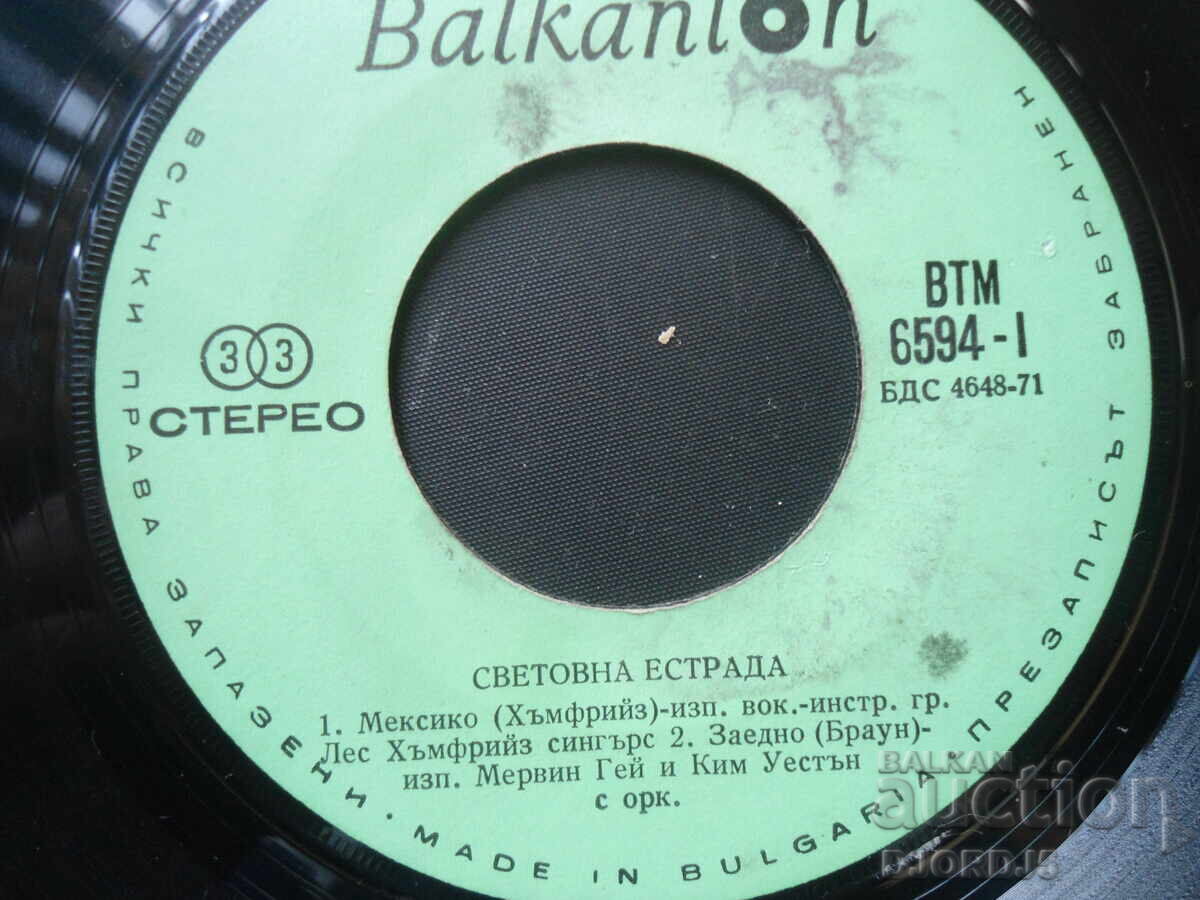 Balkanton
ВСИЧКИ ПРАВА ЗАПАЗЕНИ · MADE IN BULGARIA · ПРЕЗАПИСЪТ ЗАБРАНЕН
33
СТЕРЕО
ВТМ
6594-I
БДС 4648-71
СВЕТОВНА ЕСТРАДА
1. Мексико (Хъмфрийз)-изп. вок.-инстр. гр.
Лес Хъмфрийз сингърс 2. Заедно (Браун)-
изп. Мервин Гей и Ким Уестън
с орк.
BALKAN
auction
DJORDJ5